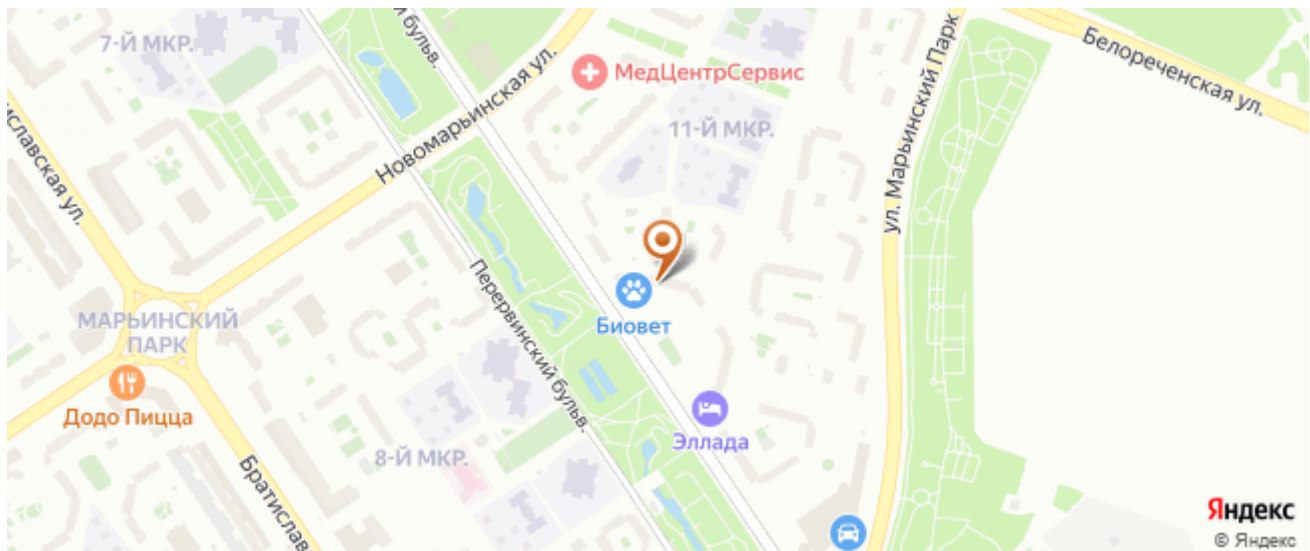 7-Й МКР.
й бульв.
Новомарьинская ул.
МедЦентрСервис
11-Й МКР.
ул. Марьинский Парк
Белореченская ул.
иславская ул.
Перервинский бульв.
Биовет
МАРЬИНСКИЙ
ПАРК
Додо Пицца
Эллада
8-Й МКР.
Братислав
Яндекс
© Яндекс